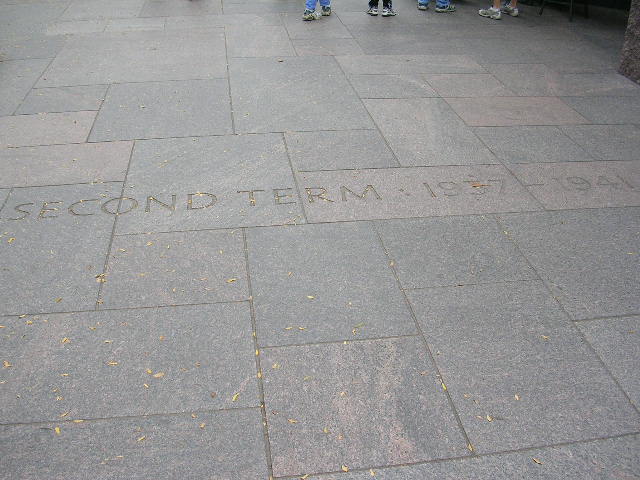 SECOND TERM · 1937 - 1941